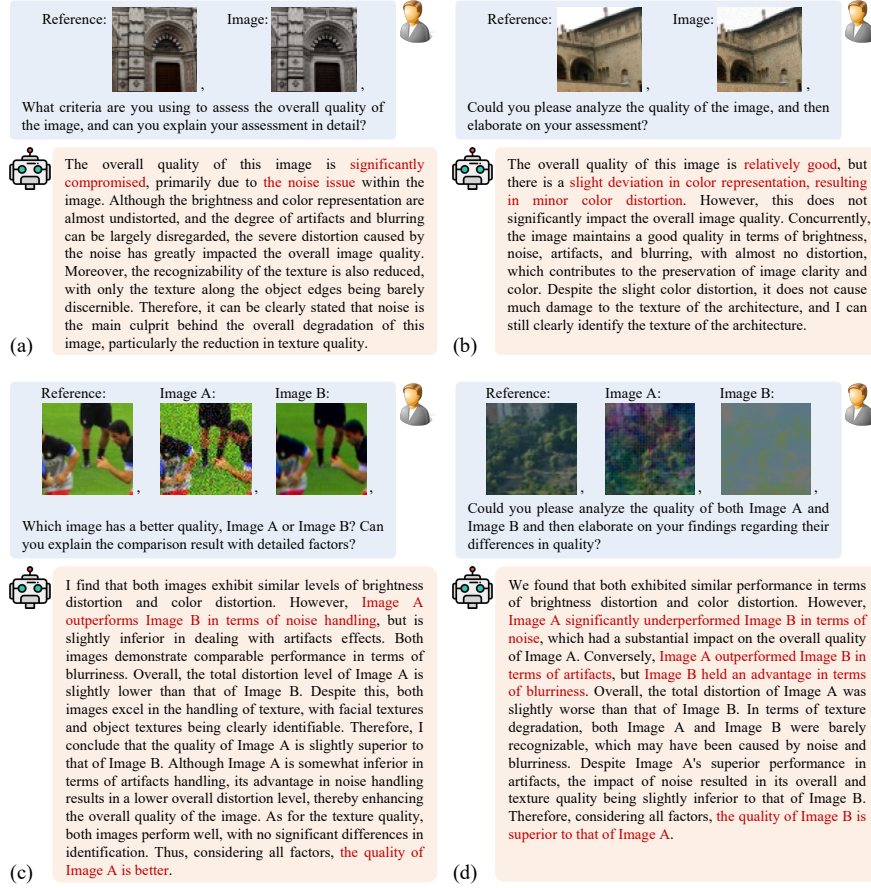 Reference:
Image:
,
,
What criteria are you using to assess the overall quality of
the image, and can you explain your assessment in detail?
The overall quality of this image is significantly
compromised, primarily due to the noise issue within the
image. Although the brightness and color representation are
almost undistorted, and the degree of artifacts and blurring
can be largely disregarded, the severe distortion caused by
the noise has greatly impacted the overall image quality.
Moreover, the recognizability of the texture is also reduced,
with only the texture along the object edges being barely
discernible. Therefore, it can be clearly stated that noise is
the main culprit behind the overall degradation of this
image, particularly the reduction in texture quality.
(a)
Reference:
Image:
,
,
Could you please analyze the quality of the image, and then
elaborate on your assessment?
The overall quality of this image is relatively good, but
there is a slight deviation in color representation, resulting
in minor color distortion. However, this does not
significantly impact the overall image quality. Concurrently,
the image maintains a good quality in terms of brightness,
noise, artifacts, and blurring, with almost no distortion,
which contributes to the preservation of image clarity and
color. Despite the slight color distortion, it does not cause
much damage to the texture of the architecture, and I can
still clearly identify the texture of the architecture.
(b)
Reference:
Image A:
Image B:
,
,
,
Which image has a better quality, Image A or Image B? Can
you explain the comparison result with detailed factors?
I find that both images exhibit similar levels of brightness
distortion and color distortion. However, Image A
outperforms Image B in terms of noise handling, but is
slightly inferior in dealing with artifacts effects. Both
images demonstrate comparable performance in terms of
blurriness. Overall, the total distortion level of Image A is
slightly lower than that of Image B. Despite this, both
images excel in the handling of texture, with facial textures
and object textures being clearly identifiable. Therefore, I
conclude that the quality of Image A is slightly superior to
that of Image B. Although Image A is somewhat inferior in
terms of artifacts handling, its advantage in noise handling
results in a lower overall distortion level, thereby enhancing
the overall quality of the image. As for the texture quality,
both images perform well, with no significant differences in
identification. Thus, considering all factors, the quality of
Image A is better.
(c)
Reference:
Image A:
Image B:
,
,
,
Could you please analyze the quality of both Image A and
Image B and then elaborate on your findings regarding their
differences in quality?
We found that both exhibited similar performance in terms
of brightness distortion and color distortion. However,
Image A significantly underperformed Image B in terms of
noise, which had a substantial impact on the overall quality
of Image A. Conversely, Image A outperformed Image B in
terms of artifacts, but Image B held an advantage in terms
of blurriness. Overall, the total distortion of Image A was
slightly worse than that of Image B. In terms of texture
degradation, both Image A and Image B were barely
recognizable, which may have been caused by noise and
blurriness. Despite Image A's superior performance in
artifacts, the impact of noise resulted in its overall and
texture quality being slightly inferior to that of Image B.
Therefore, considering all factors, the quality of Image B is
superior to that of Image A.
(d)